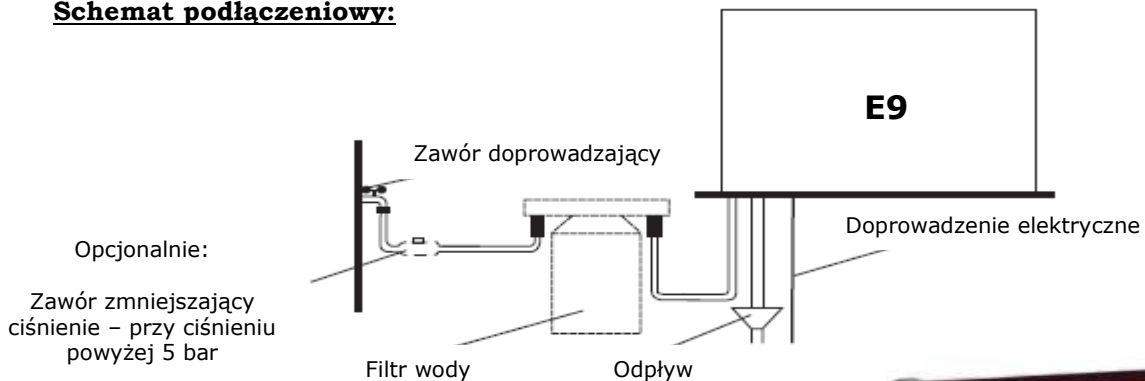 Schemat podłączeniowy:
E9
Zawór doprowadzający
Doprowadzenie elektryczne
Opcjonalnie:
Zawór zmniejszający
ciśnienie – przy ciśnieniu
powyżej 5 bar
Filtr wody
Odpływ